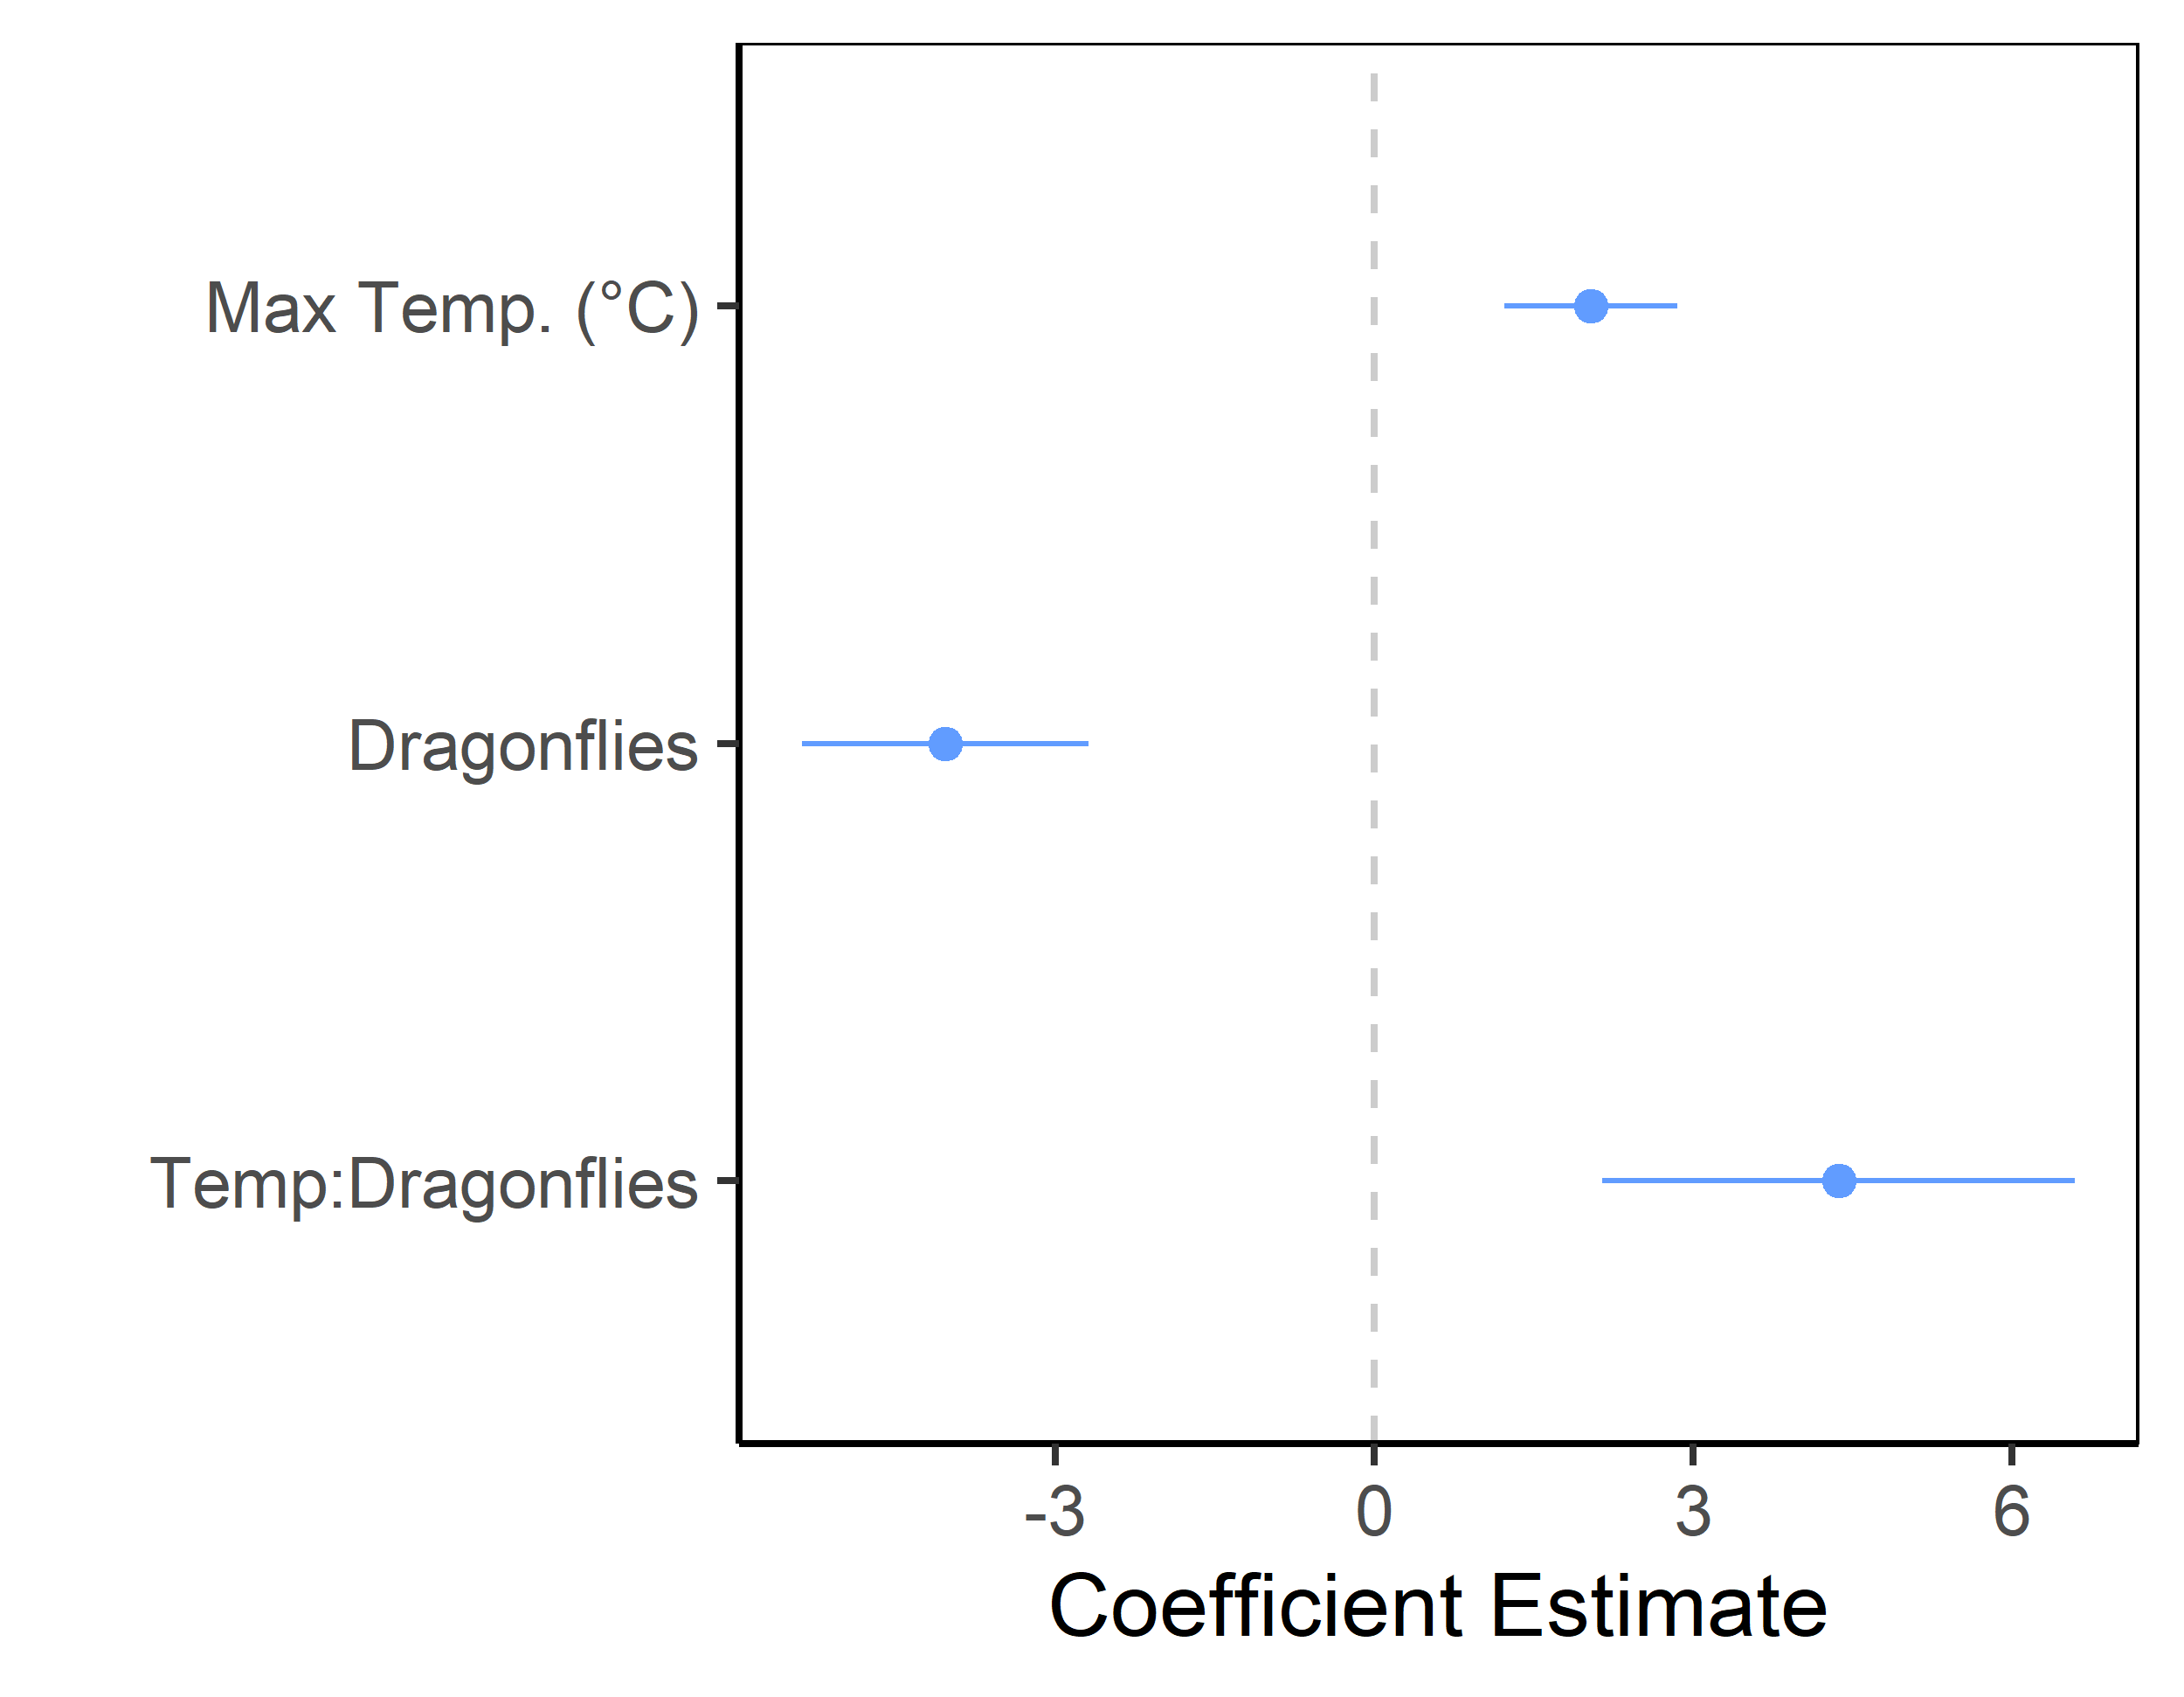 Max Temp. (°C)
Dragonflies
Temp:Dragonflies
-3 0 3 6
Coefficient Estimate